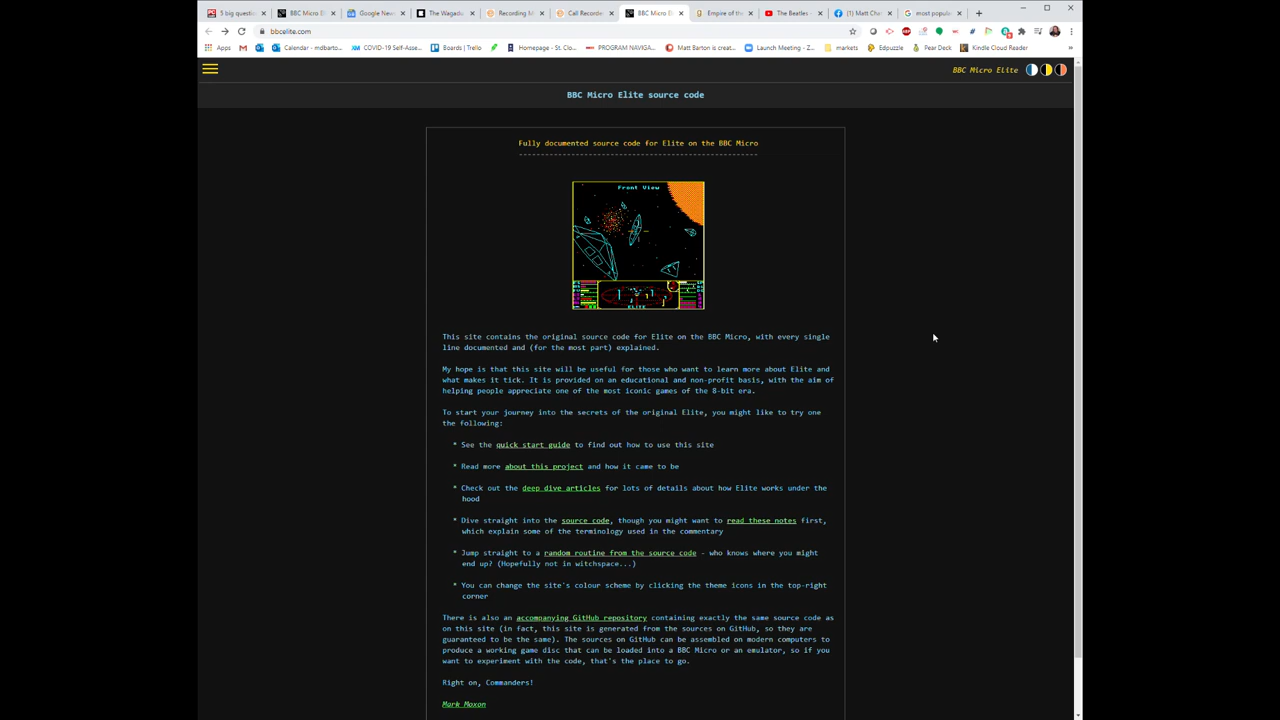 5 big question
BBC Micro El
Google New
The Wagadu
Recording M
Call Recorde
BBC Micro El
Empire of the
The Beatles -
(1) Matt Cha
most popula
bbcelite.com
Apps
Calendar - mdbarto...
COVID-19 Self-Asse...
Boards | Trello
Homepage - St. Clo...
PROGRAM NAVIGA...
Matt Barton is creat...
Launch Meeting - Z...
markets
Edpuzzle
Pear Deck
Kindle Cloud Reader
BBC Micro Elite
BBC Micro Elite source code
Fully documented source code for Elite on the BBC Micro
Front View
ELITE
This site contains the original source code for Elite on the BBC Micro, with every single
line documented and (for the most part) explained.
My hope is that this site will be useful for those who want to learn more about Elite and
what makes it tick. It is provided on an educational and non-profit basis, with the aim of
helping people appreciate one of the most iconic games of the 8-bit era.
To start your journey into the secrets of the original Elite, you might like to try one
the following:
* See the quick start guide to find out how to use this site
* Read more about this project and how it came to be
* Check out the deep dive articles for lots of details about how Elite works under the
hood
* Dive straight into the source code, though you might want to read these notes first,
which explain some of the terminology used in the commentary
* Jump straight to a random routine from the source code - who knows where you might
end up? (Hopefully not in witchspace...)
* You can change the site's colour scheme by clicking the theme icons in the top-right
corner
There is also an accompanying GitHub repository containing exactly the same source code as
on this site (in fact, this site is generated from the sources on GitHub, so they are
guaranteed to be the same). The sources on GitHub can be assembled on modern computers to
produce a working game disc that can be loaded into a BBC Micro or an emulator, so if you
want to experiment with the code, that's the place to go.
Right on, Commanders!
Mark Moxon